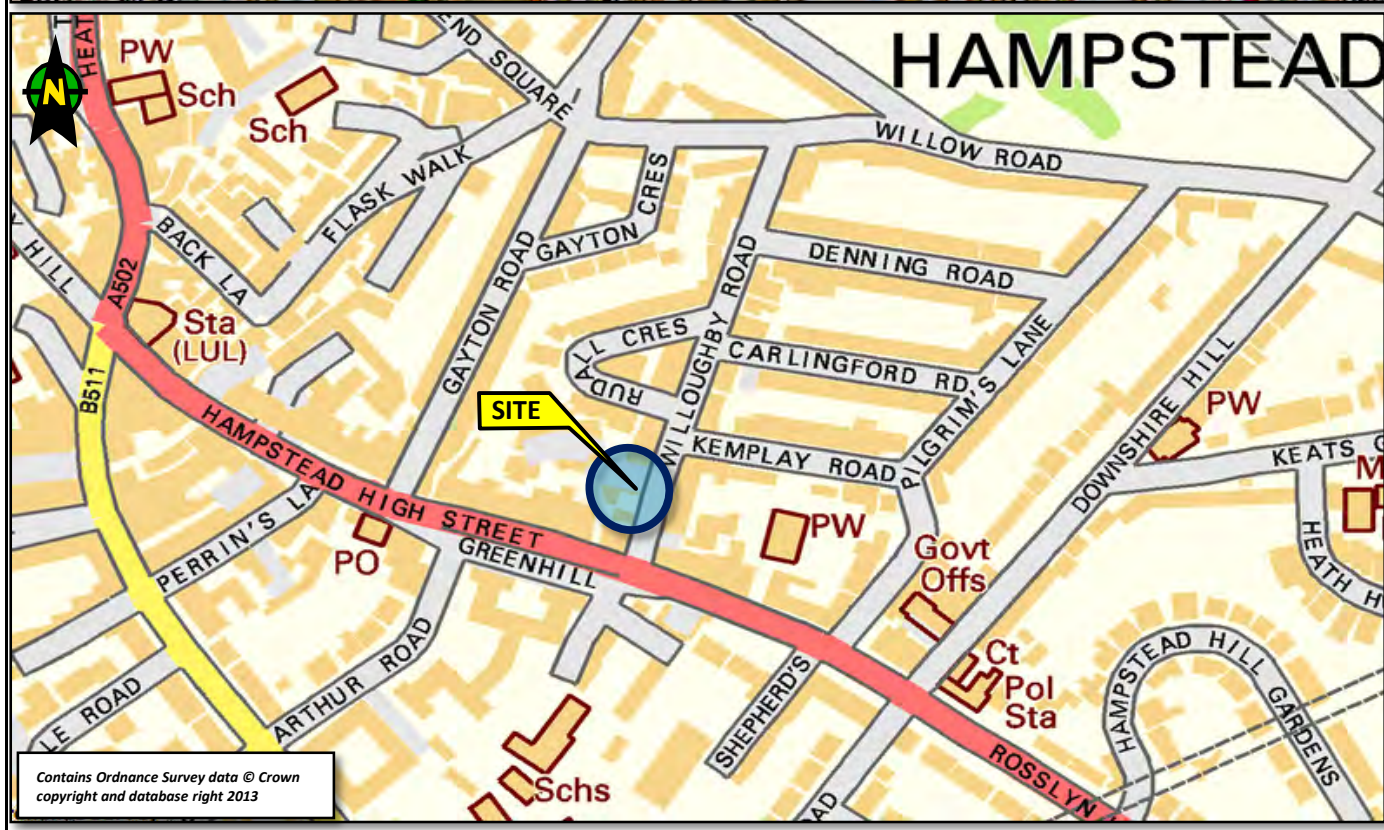 HEAT
PW
Sch
Sch
N
END SQUARE
HAMPSTEAD
WILLOW ROAD
FLASK WALK
BACK LA
A502
HILL
Sta
(LUL)
B511
GAYTON CRES
GAYTON ROAD
DENNING ROAD
WILLOUGHBY ROAD
RUDALL CRES
CARLINGFORD RD
PILGRIM'S LANE
DOWNSHIRE HILL
PW
KEATS G
SITE
KEMPLAY ROAD
HAMPSTEAD HIGH STREET
PERRIN'S LA
PO
GREENHILL
PW
Govt
Offs
HEATH H
M
Ct
Pol
Sta
HAMPSTEAD HILL GARDENS
ARTHUR ROAD
LE ROAD
SHEPHERD'S
ROSSLYN
Schs
AD
Contains Ordnance Survey data © Crown
copyright and database right 2013